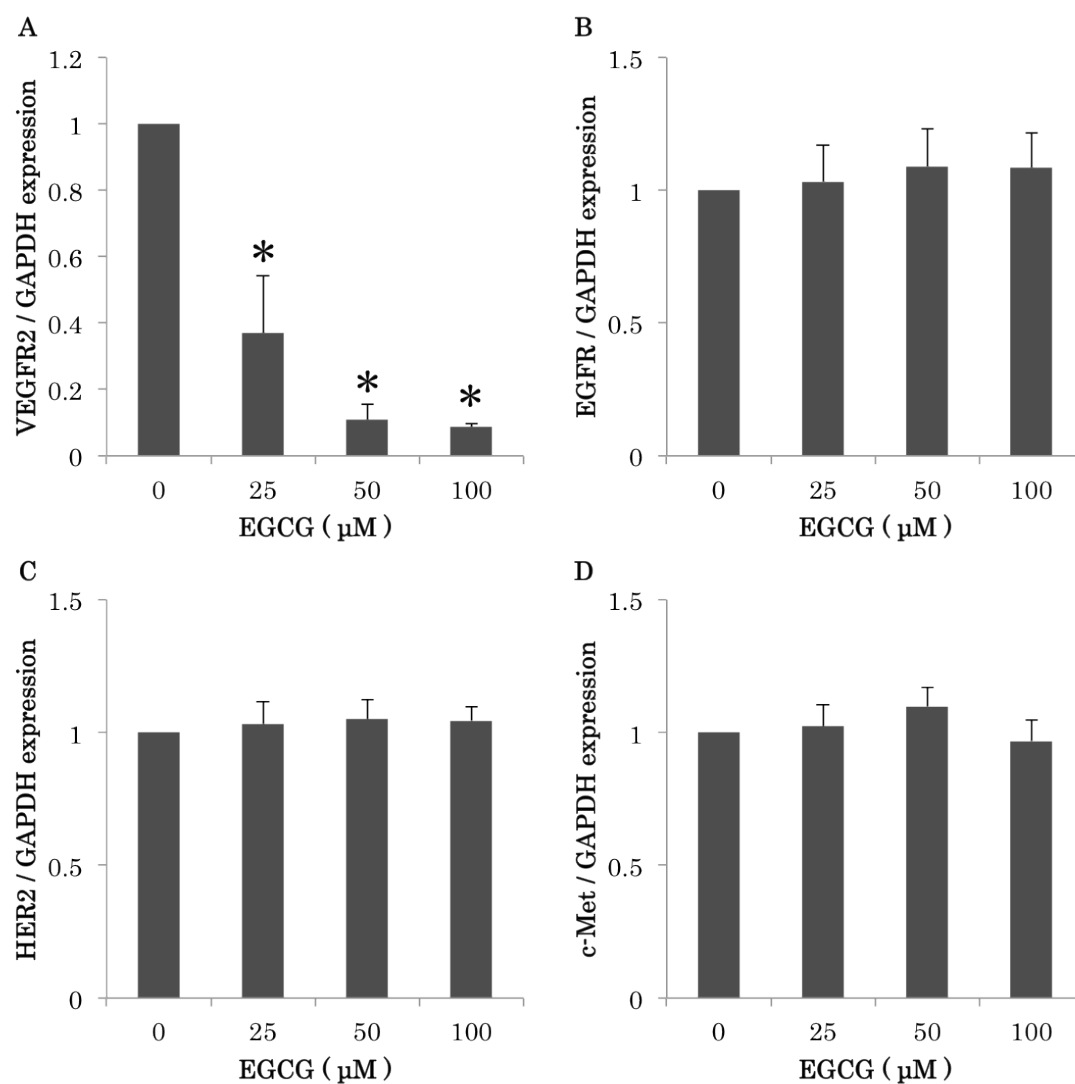 A
VEGFR2 / GAPDH expression
1.2
1
0.8
0.6
0.4
0.2
0
*
*
*
0 25 50 100
EGCG ( µM )
B
EGFR / GAPDH expression
1.5
1
0.5
0
0 25 50 100
EGCG ( µM )
C
HER2 / GAPDH expression
1.5
1
0.5
0
0 25 50 100
EGCG ( µM )
D
c-Met / GAPDH expression
1.5
1
0.5
0
0 25 50 100
EGCG ( µM )